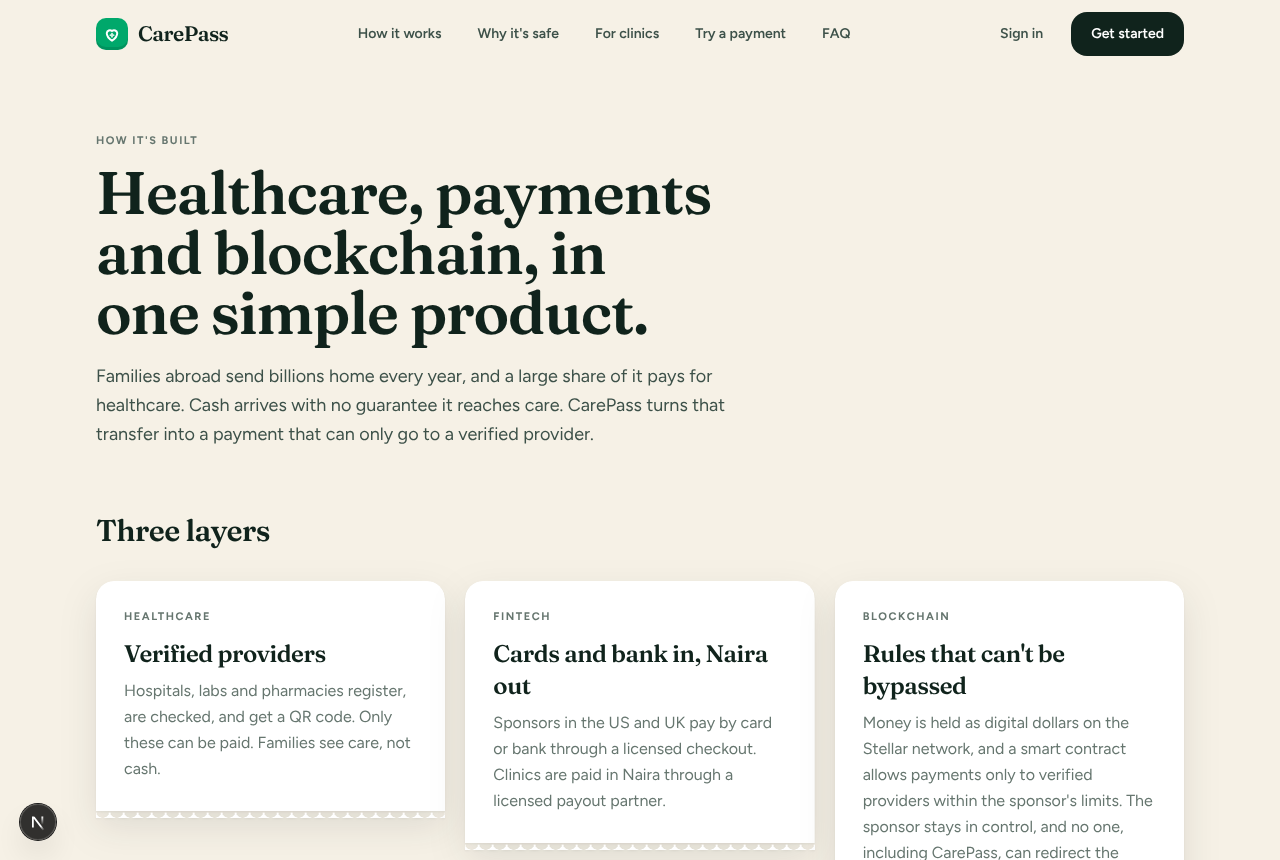 CarePass
How it works
Why it's safe
For clinics
Try a payment
FAQ
Sign in
Get started
HOW IT'S BUILT
Healthcare, payments
and blockchain, in
one simple product.
Families abroad send billions home every year, and a large share of it pays for
healthcare. Cash arrives with no guarantee it reaches care. CarePass turns that
transfer into a payment that can only go to a verified provider.
Three layers
HEALTHCARE
Verified providers
Hospitals, labs and pharmacies register,
are checked, and get a QR code. Only
these can be paid. Families see care, not
cash.
FINTECH
Cards and bank in, Naira
out
Sponsors in the US and UK pay by card
or bank through a licensed checkout.
Clinics are paid in Naira through a
licensed payout partner.
BLOCKCHAIN
Rules that can't be
bypassed
Money is held as digital dollars on the
Stellar network, and a smart contract
allows payments only to verified
providers within the sponsor's limits. The
sponsor stays in control, and no one,
including CarePass, can redirect the
N